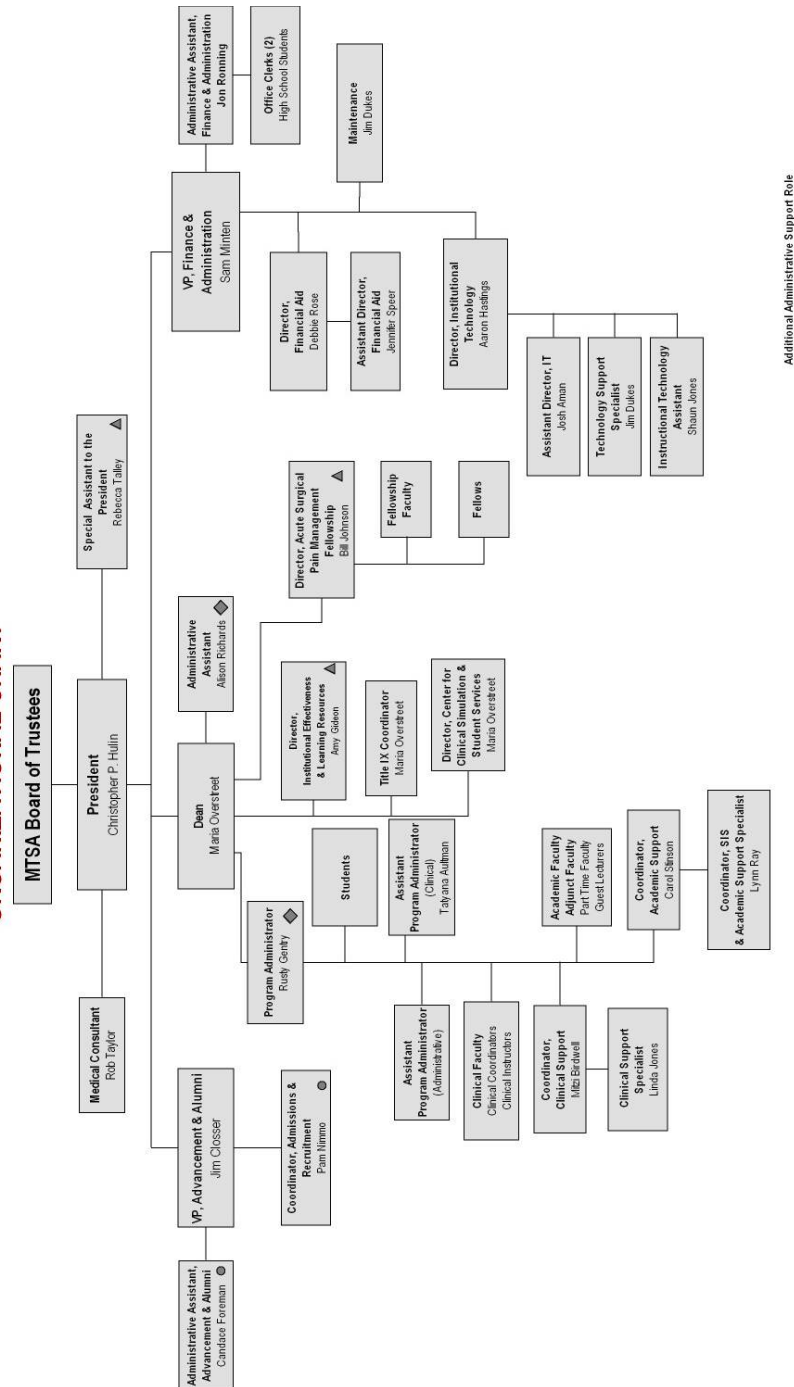 MTSA Board of Trustees
President
Christopher P. Hulin
Medical Consultant
Rob Taylor
Special Assistant to the
President
Rebecca Talley
Administrative Assistant,
Advancement & Alumni
Candace Foreman
VP, Advancement & Alumni
Jim Closser
Coordinator, Admissions &
Recruitment
Pam Nimmo
Dean
Maria Overstreet
Administrative
Assistant
Alison Richards
Program Administrator
Rusty Gentry
Students
Assistant
Program Administrator
(Clinical)
Tatyana Aultman
Assistant
Program Administrator
(Administrative)
Clinical Faculty
Clinical Coordinators
Clinical Instructors
Coordinator,
Clinical Support
Mitzi Birdwell
Clinical Support
Specialist
Linda Jones
Academic Faculty
Adjunct Faculty
Part Time Faculty
Guest Lecturers
Coordinator,
Academic Support
Carol Stinson
Coordinator, SIS
& Academic Support Specialist
Lynn Ray
Director,
Institutional Effectiveness
& Learning Resources
Amy Gideon
Title IX Coordinator
Maria Overstreet
Director, Center for
Clinical Simulation &
Student Services
Maria Overstreet
Director, Acute Surgical
Pain Management
Fellowship
Bill Johnson
Fellowship
Faculty
Fellows
VP, Finance &
Administration
Sam Minten
Administrative Assistant,
Finance & Administration
Jon Ronning
Office Clerks (2)
High School Students
Maintenance
Jim Dukes
Director,
Financial Aid
Debbie Rose
Assistant Director,
Financial Aid
Jennifer Speer
Director, Institutional
Technology
Aaron Hastings
Assistant Director, IT
Josh Aman
Technology Support
Specialist
Jim Dukes
Instructional Technology
Assistant
Shaun Jones
Additional Administrative Support Role